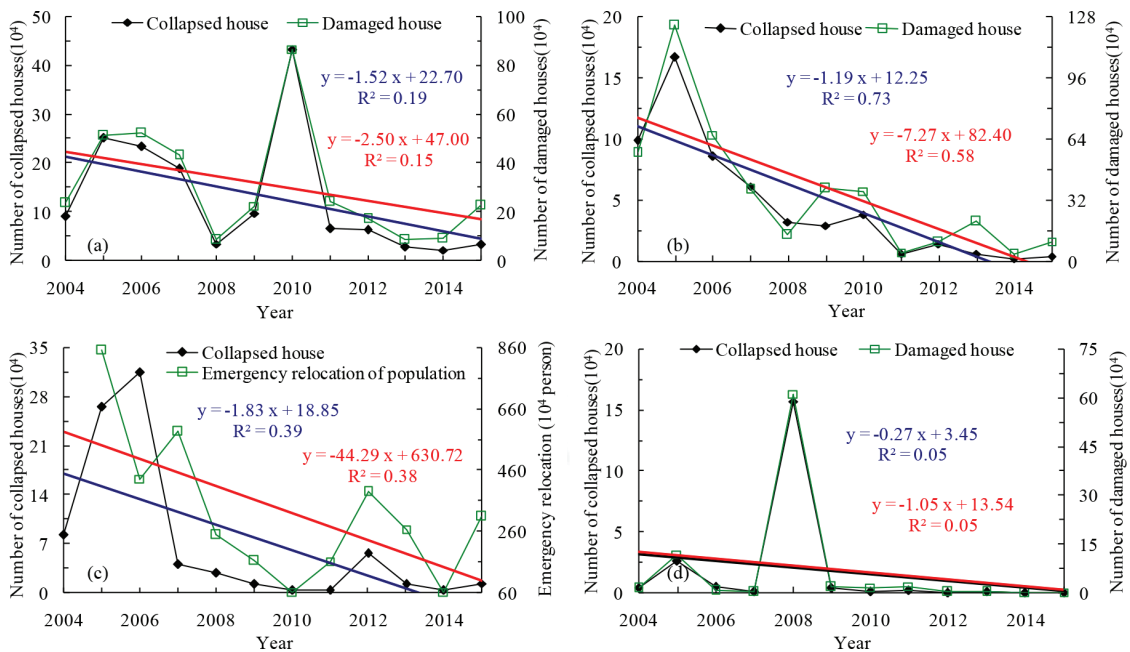 Collapsed house
Damaged house
Number of collapsed houses(10⁴)
50
40
30
20
10
0
100
80
60
40
20
0
Number of damaged houses(10⁴)
y = -1.52 x + 22.70
R² = 0.19
y = -2.50 x + 47.00
R² = 0.15
(a)
2004 2006 2008 2010 2012 2014
Year
Collapsed house
Damaged house
Number of collapsed houses(10⁴)
20
15
10
5
0
128
96
64
32
0
Number of damaged houses(10⁴)
y = -1.19 x + 12.25
R² = 0.73
y = -7.27 x + 82.40
R² = 0.58
(b)
2004 2006 2008 2010 2012 2014
Year
Collapsed house
Emergency relocation of population
Number of collapsed houses(10⁴)
35
28
21
14
7
0
860
660
460
260
60
Emergency relocation (10⁴ person)
y = -1.83 x + 18.85
R² = 0.39
y = -44.29 x + 630.72
R² = 0.38
(c)
2004 2006 2008 2010 2012 2014
Year
Collapsed house
Damaged house
Number of collapsed houses(10⁴)
20
15
10
5
0
75
60
45
30
15
0
Number of damaged houses(10⁴)
y = -0.27 x + 3.45
R² = 0.05
y = -1.05 x + 13.54
R² = 0.05
(d)
2004 2006 2008 2009 2012 2014
Year